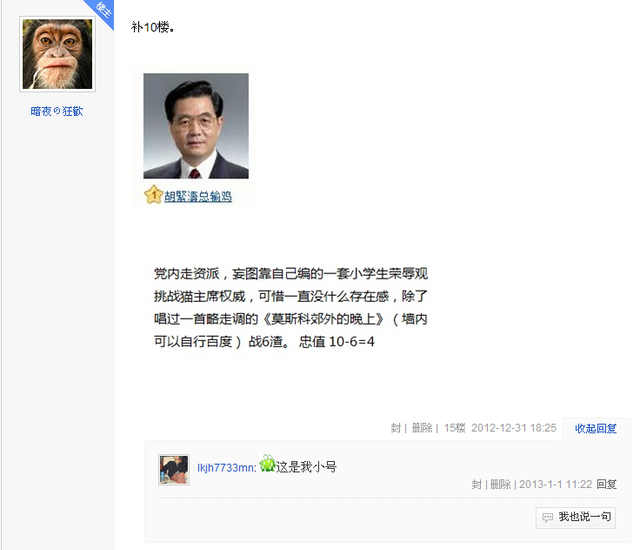 楼主
补10楼。
暗夜の狂歡
1 胡緊濤总输鸡
党内走资派，妄图靠自己编的一套小学生荣辱观
挑战猫主席权威，可惜一直没什么存在感，除了
唱过一首略走调的《莫斯科郊外的晚上》（墙内
可以自行百度） 战6渣。 忠值 10-6=4
封 | 删除 | 15楼 2012-12-31 18:25 收起回复
lkjh7733mn: 这是我小号
封 | 删除 | 2013-1-1 11:22 回复
我也说一句